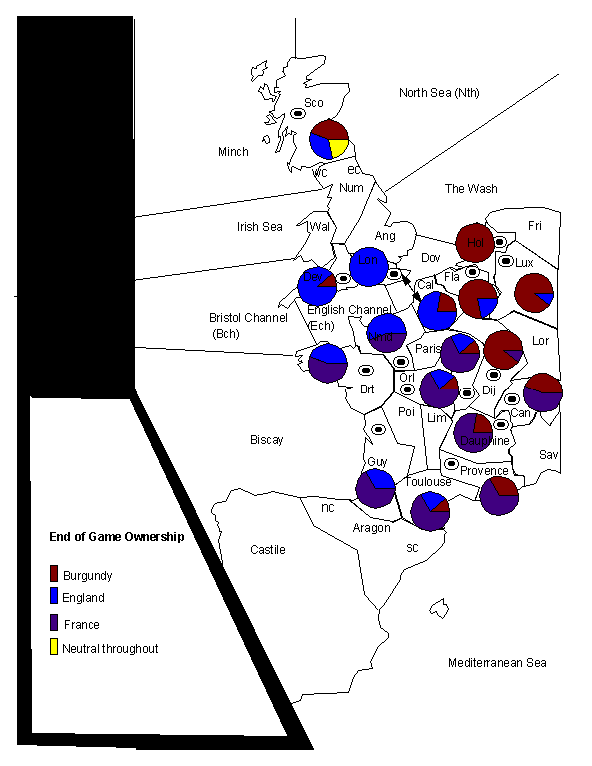 Sco
North Sea (Nth)
Minch
wc
ec
Num
The Wash
Irish Sea
Wal
Ang
Fri
Dov
Hol
Lux
Fla
Cal
Dev
English Channel
(Ech)
Bristol Channel
(Bch)
Paris
Lor
Drt
Orl
Dij
Can
Poi
Lim
Dauphine
Biscay
Sav
Guy
Provence
Toulouse
nc
Aragon
sc
Castile
End of Game Ownership
Burgundy
England
France
Neutral throughout
Mediterranean Sea